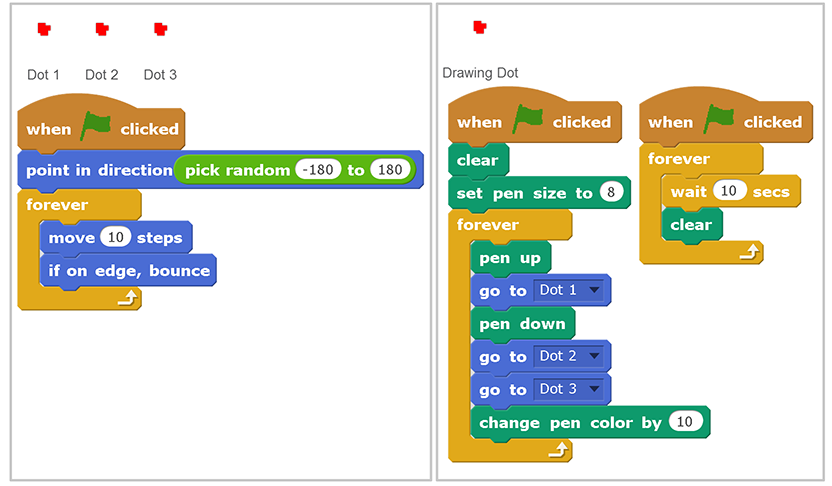 Dot 1 Dot 2 Dot 3
when clicked
point in direction pick random -180 to 180
forever
move 10 steps
if on edge, bounce
Drawing Dot
when clicked
clear
set pen size to 8
forever
pen up
go to Dot 1
pen down
go to Dot 2
go to Dot 3
change pen color by 10
when clicked
forever
wait 10 secs
clear